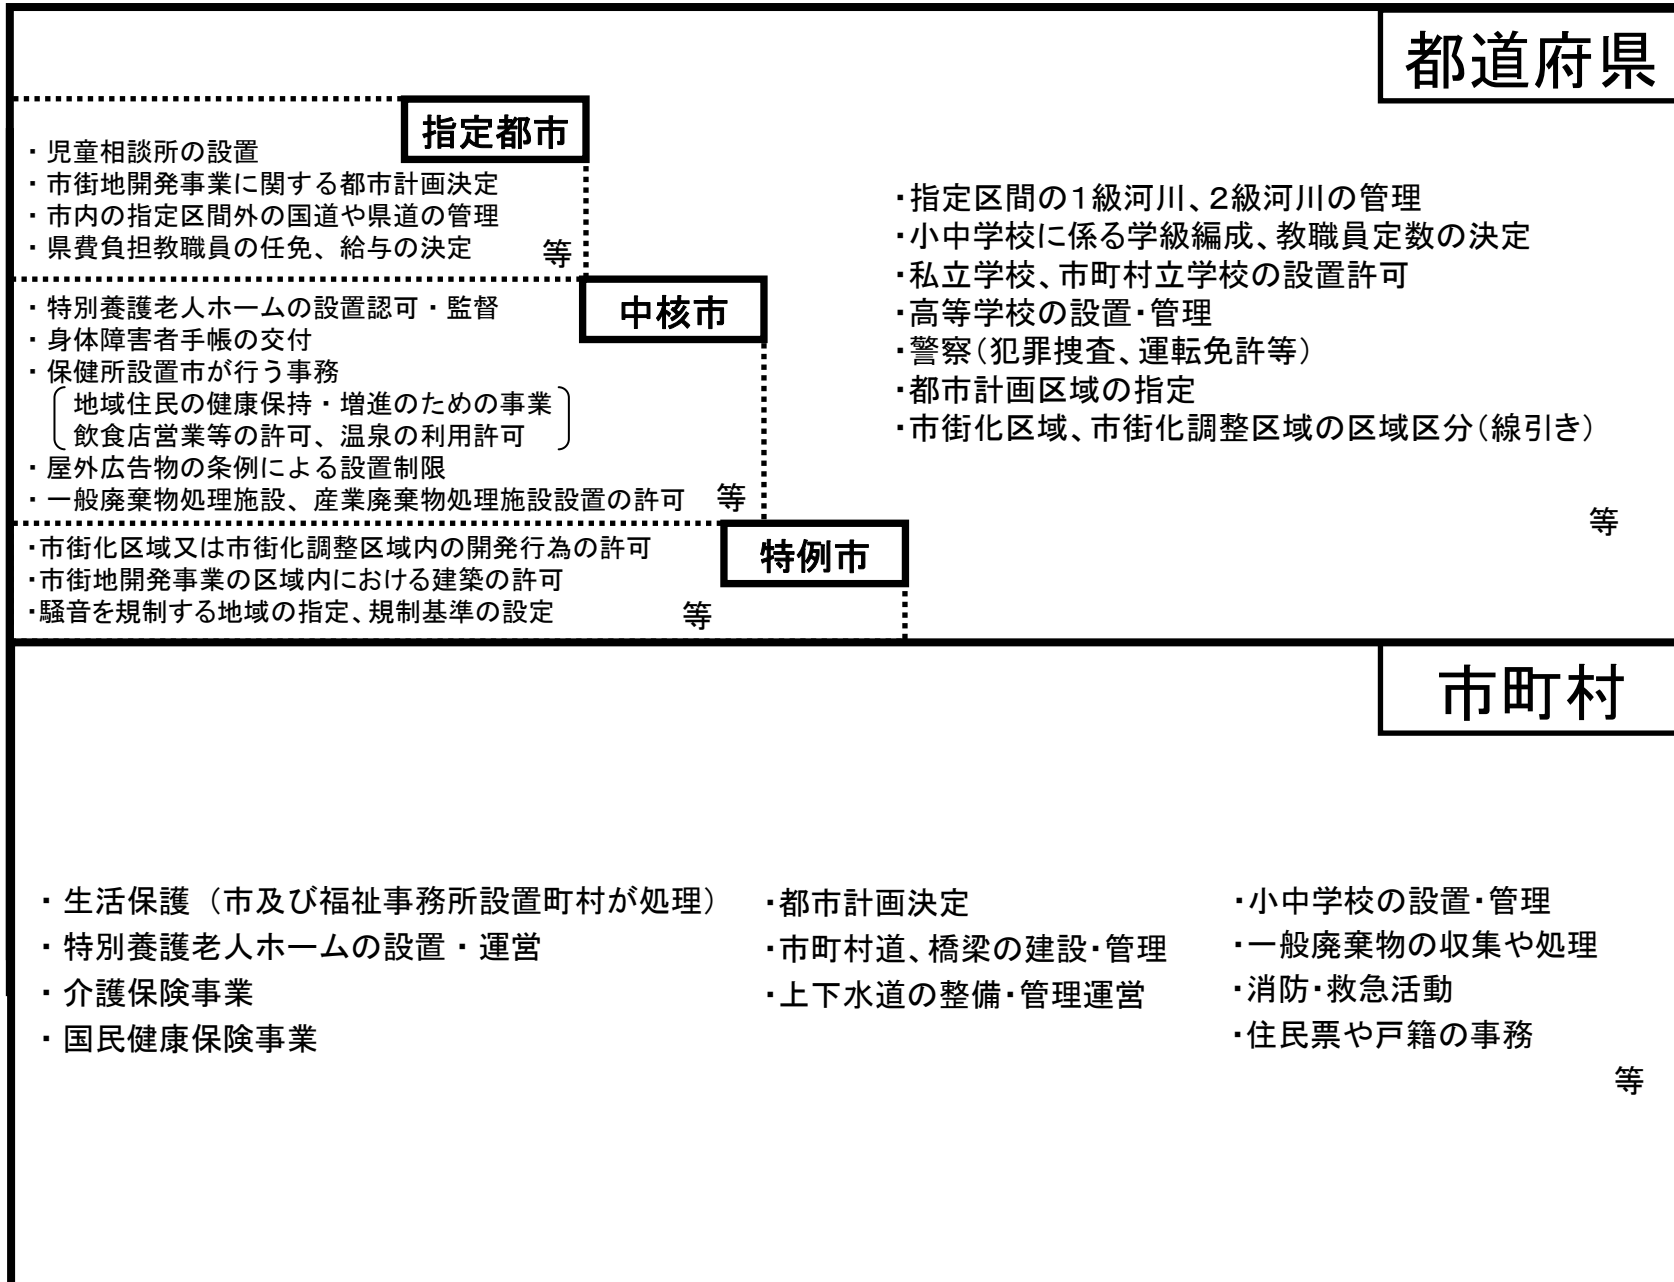 都道府県
指定都市
・児童相談所の設置
・市街地開発事業に関する都市計画決定
・市内の指定区間外の国道や県道の管理
・県費負担教職員の任免、給与の決定 等
中核市
・特別養護老人ホームの設置認可・監督
・身体障害者手帳の交付
・保健所設置市が行う事務
地域住民の健康保持・増進のための事業
飲食店営業等の許可、温泉の利用許可
・屋外広告物の条例による設置制限
・一般廃棄物処理施設、産業廃棄物処理施設設置の許可 等
特例市
・市街化区域又は市街化調整区域内の開発行為の許可
・市街地開発事業の区域内における建築の許可
・騒音を規制する地域の指定、規制基準の設定 等
・指定区間の1級河川、2級河川の管理
・小中学校に係る学級編成、教職員定数の決定
・私立学校、市町村立学校の設置許可
・高等学校の設置・管理
・警察(犯罪捜査、運転免許等)
・都市計画区域の指定
・市街化区域、市街化調整区域の区域区分(線引き)
等
市町村
・生活保護（市及び福祉事務所設置町村が処理）
・特別養護老人ホームの設置・運営
・介護保険事業
・国民健康保険事業
・都市計画決定
・市町村道、橋梁の建設・管理
・上下水道の整備・管理運営
・小中学校の設置・管理
・一般廃棄物の収集や処理
・消防・救急活動
・住民票や戸籍の事務
等